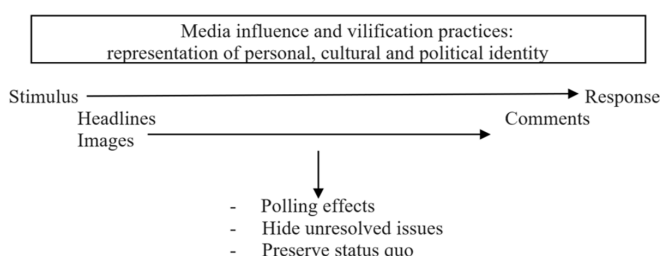 Media influence and vilification practices:
representation of personal, cultural and political identity
Stimulus Response
Headlines Comments
Images
- Polling effects
- Hide unresolved issues
- Preserve status quo